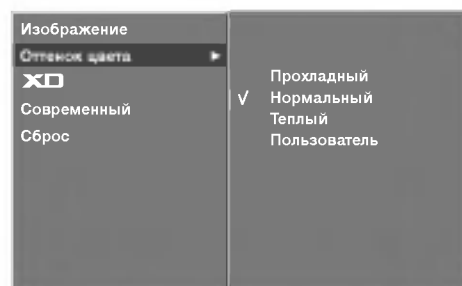 Изображение
Оттенок цвета
XD
Современный
Сброс
Прохладный
√ Нормальный
Теплый
Пользователь